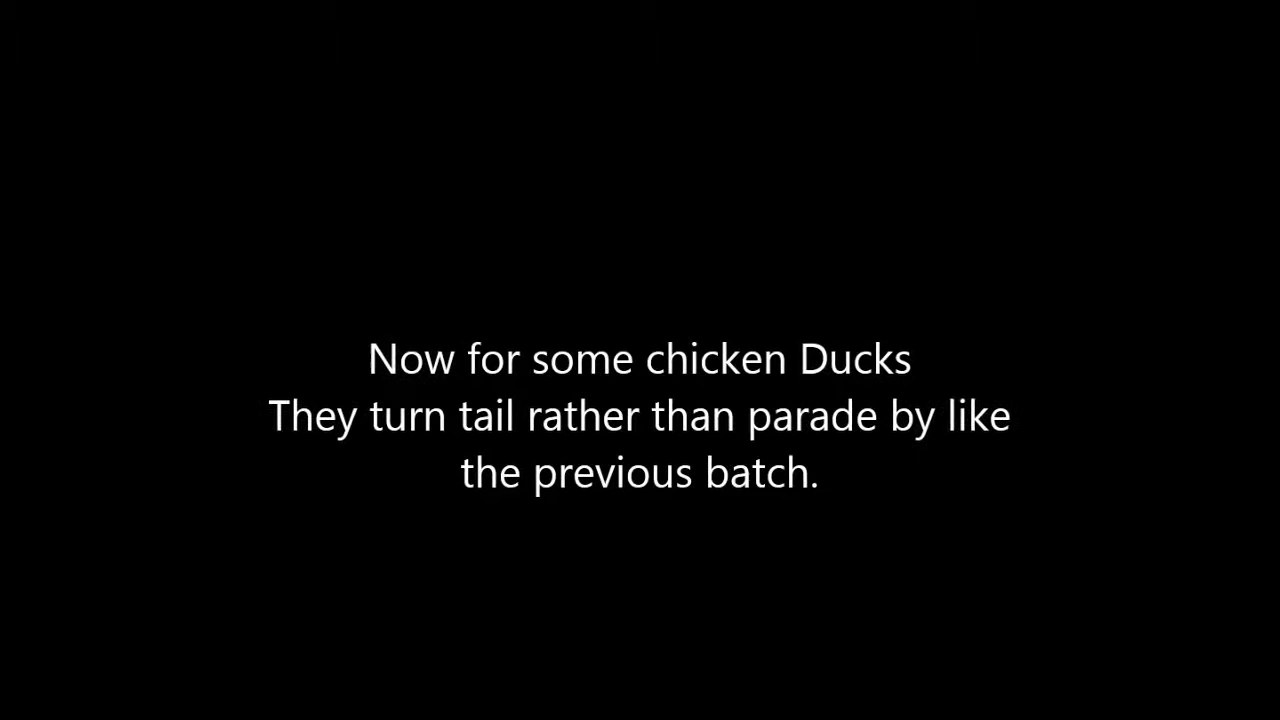 Now for some chicken Ducks
They turn tail rather than parade by like
the previous batch.